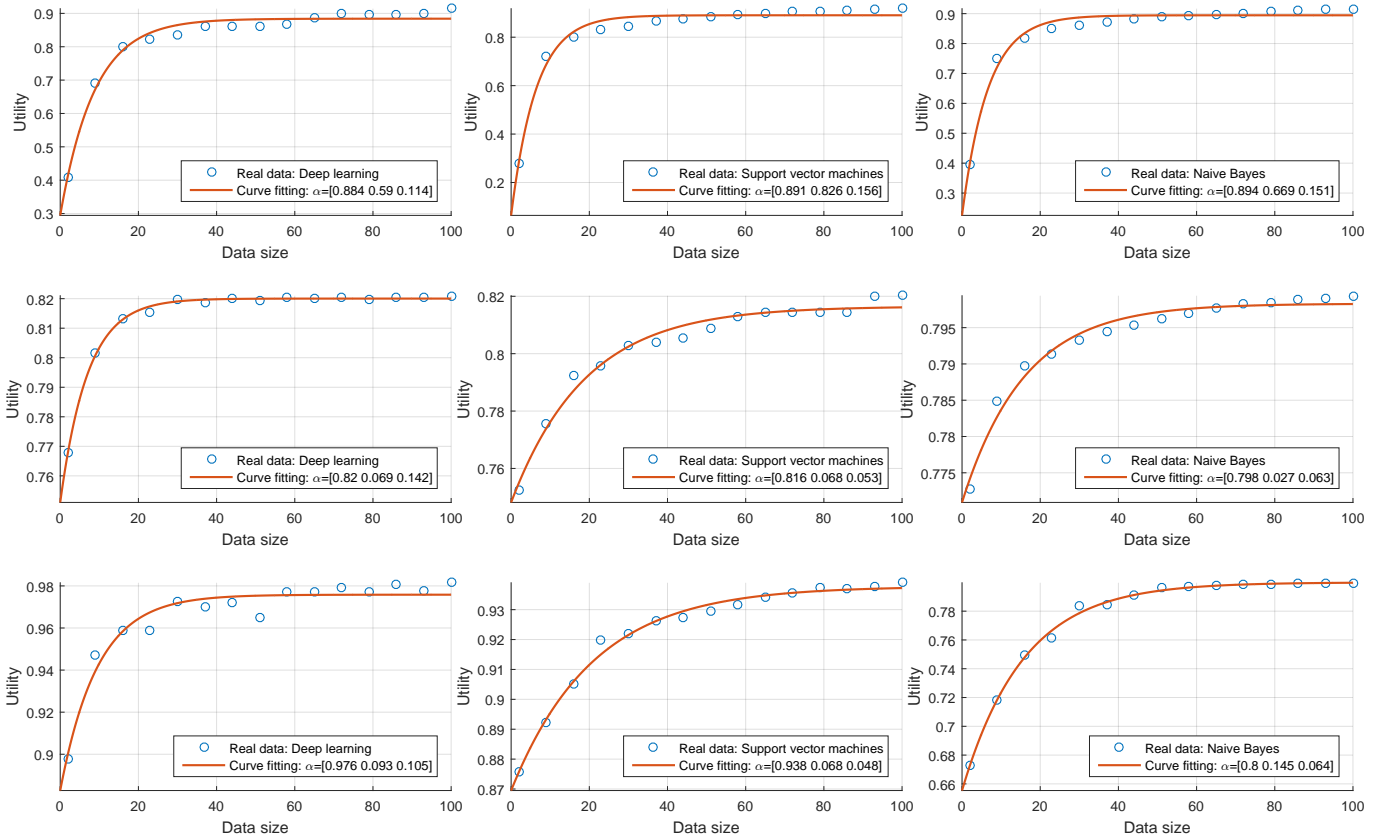 Utility
0.9
0.8
0.7
0.6
0.5
0.4
0.3
0 20 40 60 80 100
Data size
Real data: Deep learning
Curve fitting: α=[0.884 0.59 0.114]
Utility
0.8
0.6
0.4
0.2
0 20 40 60 80 100
Data size
Real data: Support vector machines
Curve fitting: α=[0.891 0.826 0.156]
Utility
0.9
0.8
0.7
0.6
0.5
0.4
0.3
0 20 40 60 80 100
Data size
Real data: Naive Bayes
Curve fitting: α=[0.894 0.669 0.151]
Utility
0.82
0.81
0.8
0.79
0.78
0.77
0.76
0 20 40 60 80 100
Data size
Real data: Deep learning
Curve fitting: α=[0.82 0.069 0.142]
Utility
0.82
0.8
0.78
0.76
0 20 40 60 80 100
Data size
Real data: Support vector machines
Curve fitting: α=[0.816 0.068 0.053]
Utility
0.795
0.79
0.785
0.78
0.775
0 20 40 60 80 100
Data size
Real data: Naive Bayes
Curve fitting: α=[0.798 0.027 0.063]
Utility
0.98
0.96
0.94
0.92
0.9
0 20 40 60 80 100
Data size
Real data: Deep learning
Curve fitting: α=[0.976 0.093 0.105]
Utility
0.93
0.92
0.91
0.9
0.89
0.88
0.87
0 20 40 60 80 100
Data size
Real data: Support vector machines
Curve fitting: α=[0.938 0.068 0.048]
Utility
0.78
0.76
0.74
0.72
0.7
0.68
0.66
0 20 40 60 80 100
Data size
Real data: Naive Bayes
Curve fitting: α=[0.8 0.145 0.064]